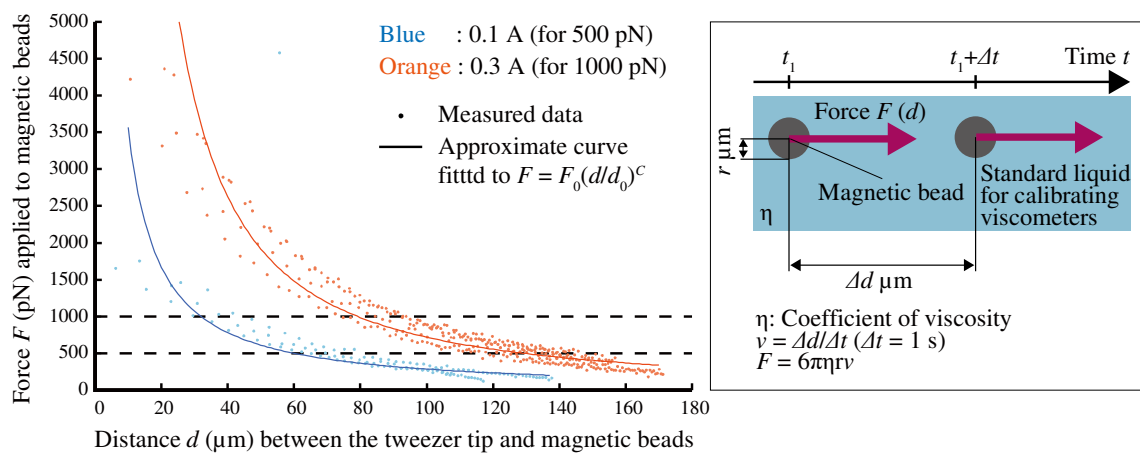 Force F (pN) applied to magnetic beads
5000
4500
4000
3500
3000
2500
2000
1500
1000
500
0
0 20 40 60 80 100 120 140 160 180
Distance d (μm) between the tweezer tip and magnetic beads
Blue : 0.1 A (for 500 pN)
Orange : 0.3 A (for 1000 pN)
Measured data
Approximate curve
fitttd to F = F₀(d/d₀)ᶜ
t₁ t₁+Δt Time t
Force F (d)
r μm
Magnetic bead
Standard liquid
for calibrating
viscometers
η
Δd μm
η: Coefficient of viscosity
v = Δd/Δt (Δt = 1 s)
F = 6πηrv